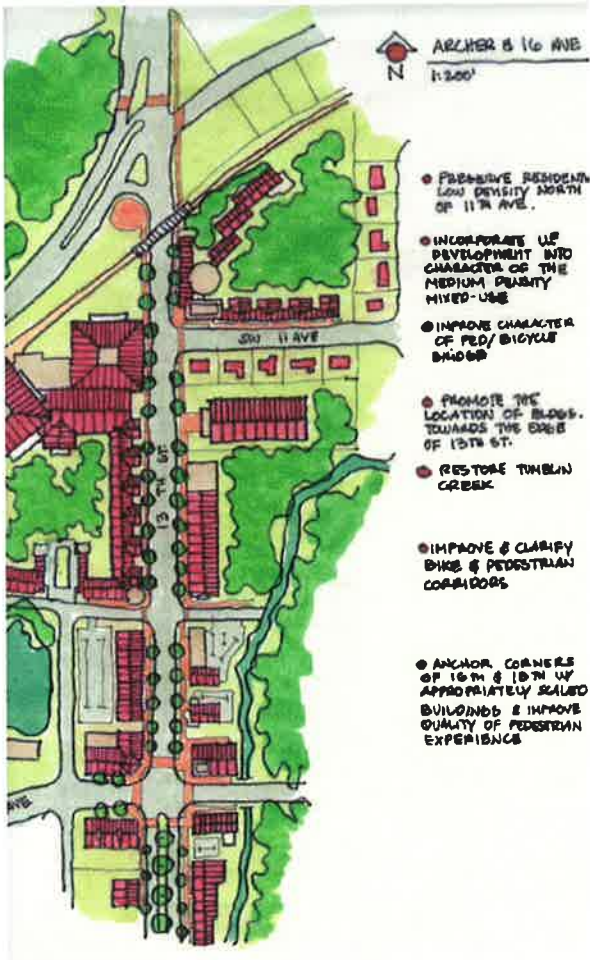 ARCHER & 16 AVE
N
1:200'
PRESERVE RESIDENT
LOW DENSITY NORTH
OF 11TH AVE.
INCORPORATE UF
DEVELOPMENT INTO
CHARACTER OF THE
MEDIUM DENSITY
MIXED-USE
IMPROVE CHARACTER
OF PED/BICYCLE
BRIDGE
PROMOTE THE
LOCATION OF BLDGS.
TOWARDS THE EDGE
OF 13TH ST.
RESTORE TUMBLIN
CREEK
IMPROVE & CLARIFY
BIKE & PEDESTRIAN
CORRIDORS
ANCHOR CORNERS
OF 16TH & 13TH W/
APPROPRIATELY SCALED
BUILDINGS & IMPROVE
QUALITY OF PEDESTRIAN
EXPERIENCE
SW 11 AVE
13 TH ST
AVE